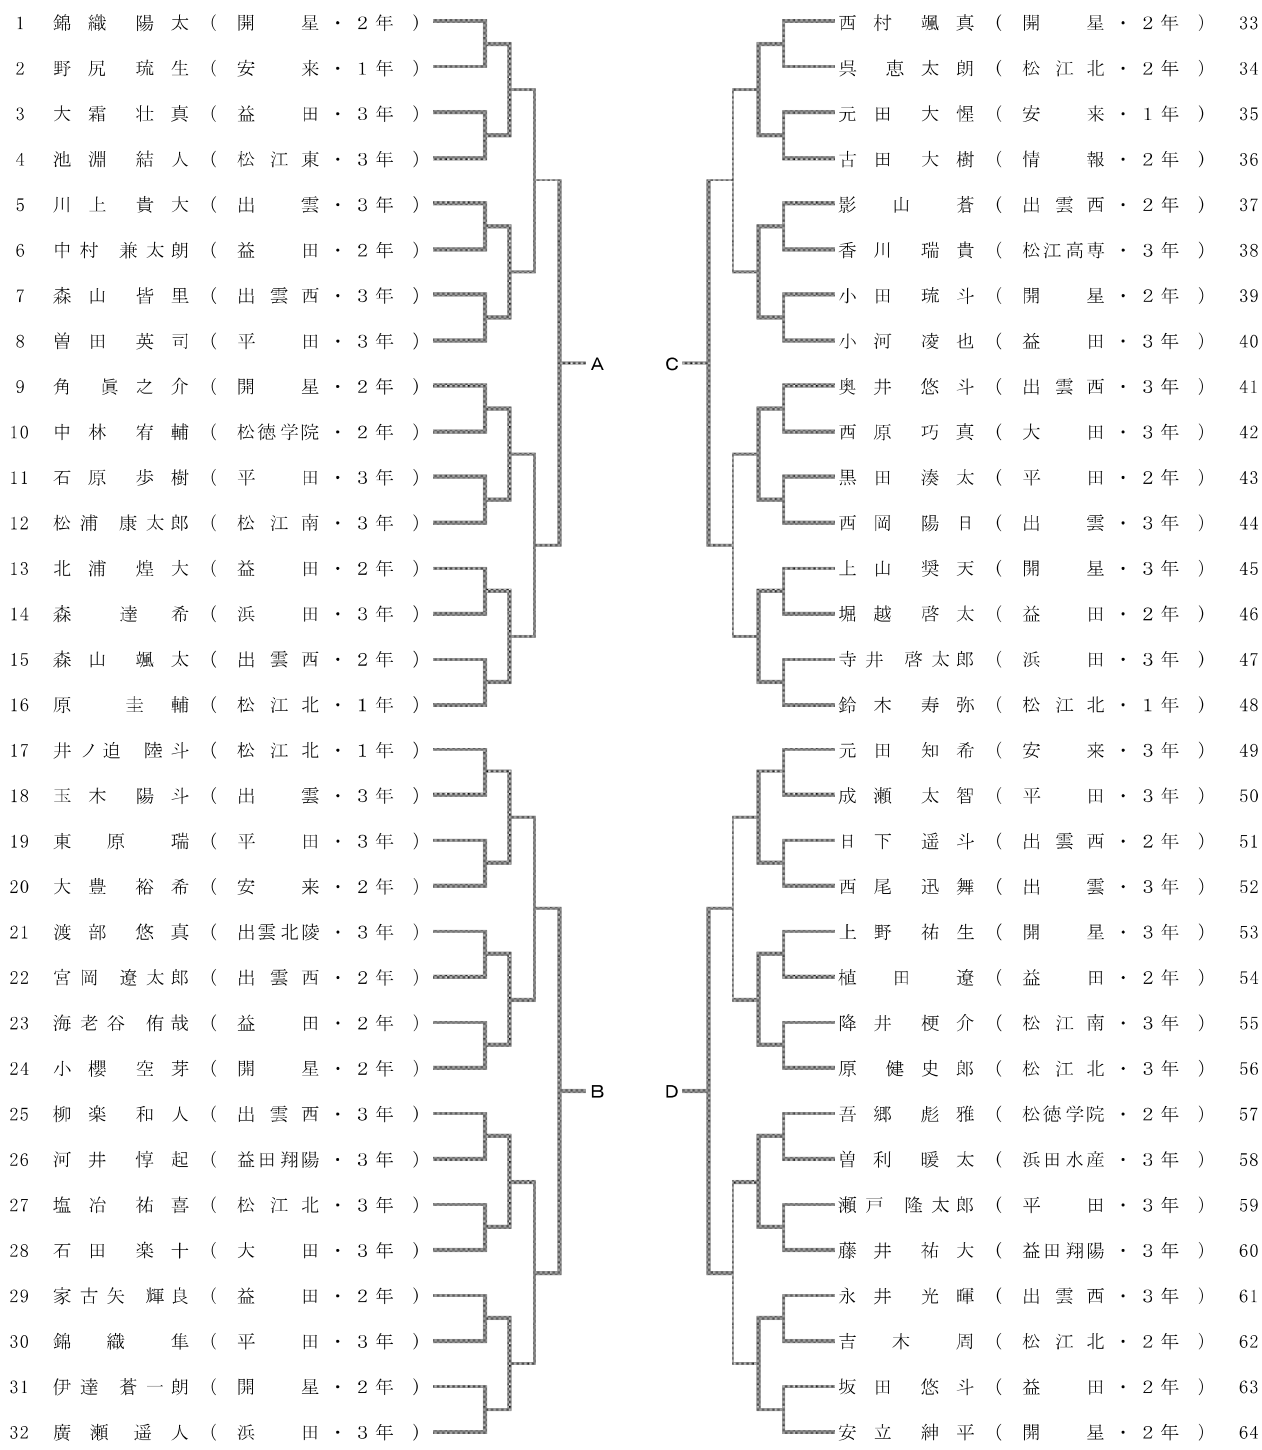 1 錦織 陽太 ( 開 星・2年 )
2 野尻 琉生 ( 安 来・1年 )
3 大霜 壮真 ( 益 田・3年 )
4 池淵 結人 ( 松江東・3年 )
5 川上 貴大 ( 出 雲・3年 )
6 中村 兼太朗 ( 益 田・2年 )
7 森山 皆里 ( 出雲西・3年 )
8 曽田 英司 ( 平 田・3年 )
A
9 角 眞之介 ( 開 星・2年 )
10 中林 宥輔 ( 松徳学院・2年 )
11 石原 歩樹 ( 平 田・3年 )
12 松浦 康太郎 ( 松江南・3年 )
13 北浦 煌大 ( 益 田・2年 )
14 森 達希 ( 浜 田・3年 )
15 森山 颯太 ( 出雲西・2年 )
16 原 圭輔 ( 松江北・1年 )
17 井ノ迫 陸斗 ( 松江北・1年 )
18 玉木 陽斗 ( 出 雲・3年 )
19 東原 瑞 ( 平 田・3年 )
20 大豊 裕希 ( 安 来・2年 )
21 渡部 悠真 ( 出雲北陵・3年 )
22 宮岡 遼太郎 ( 出雲西・2年 )
23 海老谷 侑哉 ( 益 田・2年 )
24 小櫻 空芽 ( 開 星・2年 )
B
25 柳楽 和人 ( 出雲西・3年 )
26 河井 惇起 ( 益田翔陽・3年 )
27 塩冶 祐喜 ( 松江北・3年 )
28 石田 楽十 ( 大 田・3年 )
29 家古矢 輝良 ( 益 田・2年 )
30 錦織 隼 ( 平 田・3年 )
31 伊達 蒼一朗 ( 開 星・2年 )
32 廣瀬 遥人 ( 浜 田・3年 )
西村 颯真 ( 開 星・2年 ) 33
呉 恵太朗 ( 松江北・2年 ) 34
元田 大惺 ( 安 来・1年 ) 35
古田 大樹 ( 情 報・2年 ) 36
影山 蒼 ( 出雲西・2年 ) 37
香川 瑞貴 ( 松江高専・3年 ) 38
小田 琉斗 ( 開 星・2年 ) 39
小河 凌也 ( 益 田・3年 ) 40
C
奥井 悠斗 ( 出雲西・3年 ) 41
西原 巧真 ( 大 田・3年 ) 42
黒田 湊太 ( 平 田・2年 ) 43
西岡 陽日 ( 出 雲・3年 ) 44
上山 奨天 ( 開 星・3年 ) 45
堀越 啓太 ( 益 田・2年 ) 46
寺井 啓太郎 ( 浜 田・3年 ) 47
鈴木 寿弥 ( 松江北・1年 ) 48
元田 知希 ( 安 来・3年 ) 49
成瀬 太智 ( 平 田・3年 ) 50
日下 遥斗 ( 出雲西・2年 ) 51
西尾 迅舞 ( 出 雲・3年 ) 52
上野 祐生 ( 開 星・3年 ) 53
植田 遼 ( 益 田・2年 ) 54
降井 梗介 ( 松江南・3年 ) 55
原 健史郎 ( 松江北・3年 ) 56
D
吾郷 彪雅 ( 松徳学院・2年 ) 57
曽利 暖太 ( 浜田水産・3年 ) 58
瀬戸 隆太郎 ( 平 田・3年 ) 59
藤井 祐大 ( 益田翔陽・3年 ) 60
永井 光暉 ( 出雲西・3年 ) 61
吉木 周 ( 松江北・2年 ) 62
坂田 悠斗 ( 益 田・2年 ) 63
安立 紳平 ( 開 星・2年 ) 64